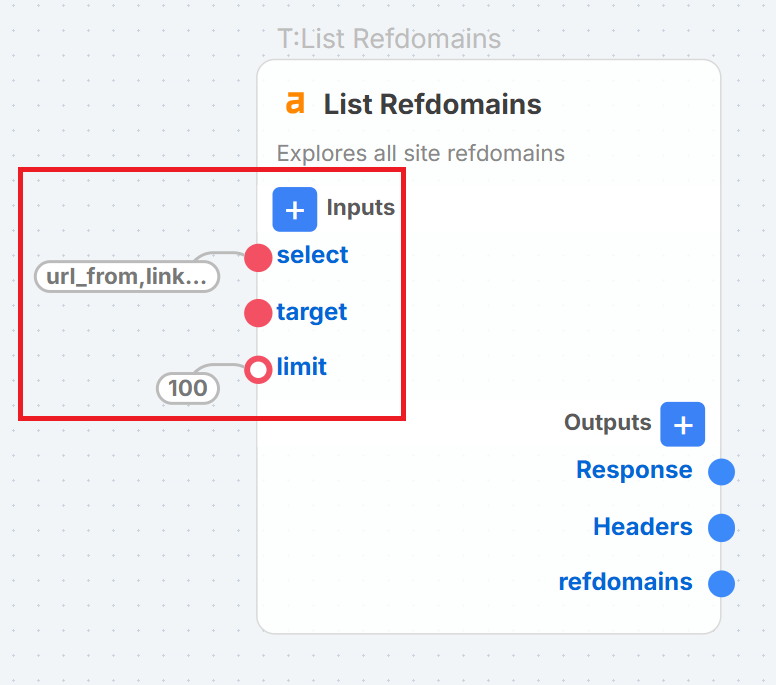 T:List Refdomains
a List Refdomains
Explores all site refdomains
+ Inputs
select
url_from,link...
target
limit
100
Outputs +
Response
Headers
refdomains